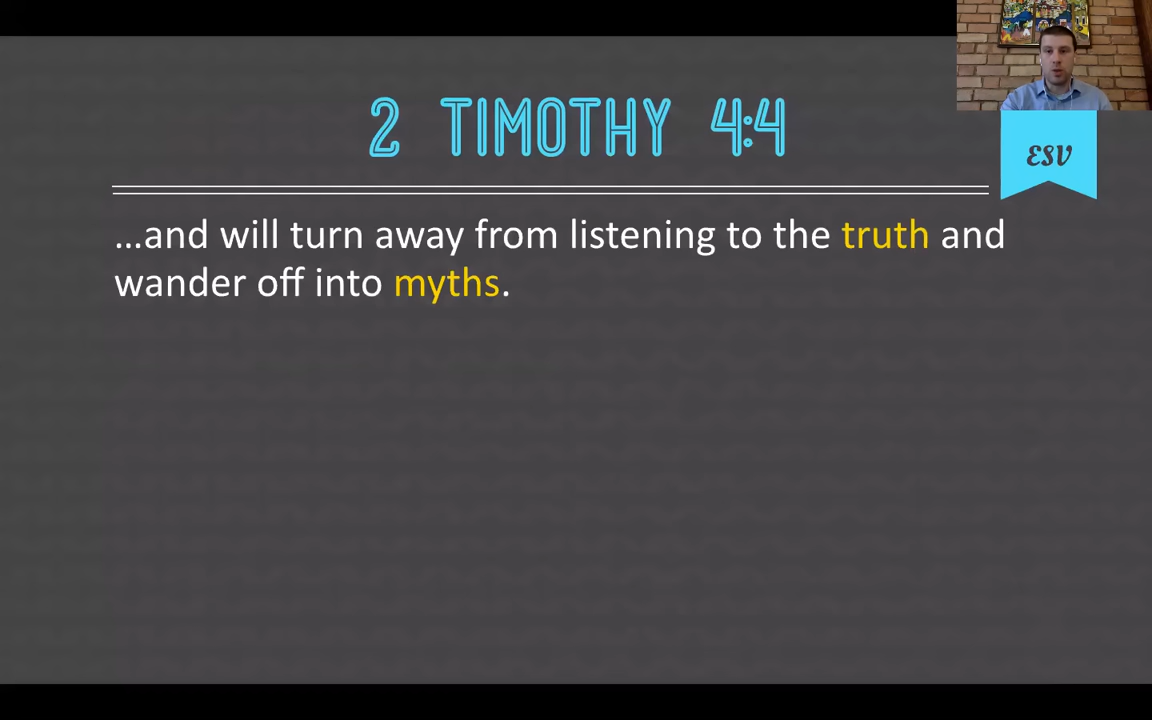 2 TIMOTHY 4:4
ESV
…and will turn away from listening to the truth and
wander off into myths.